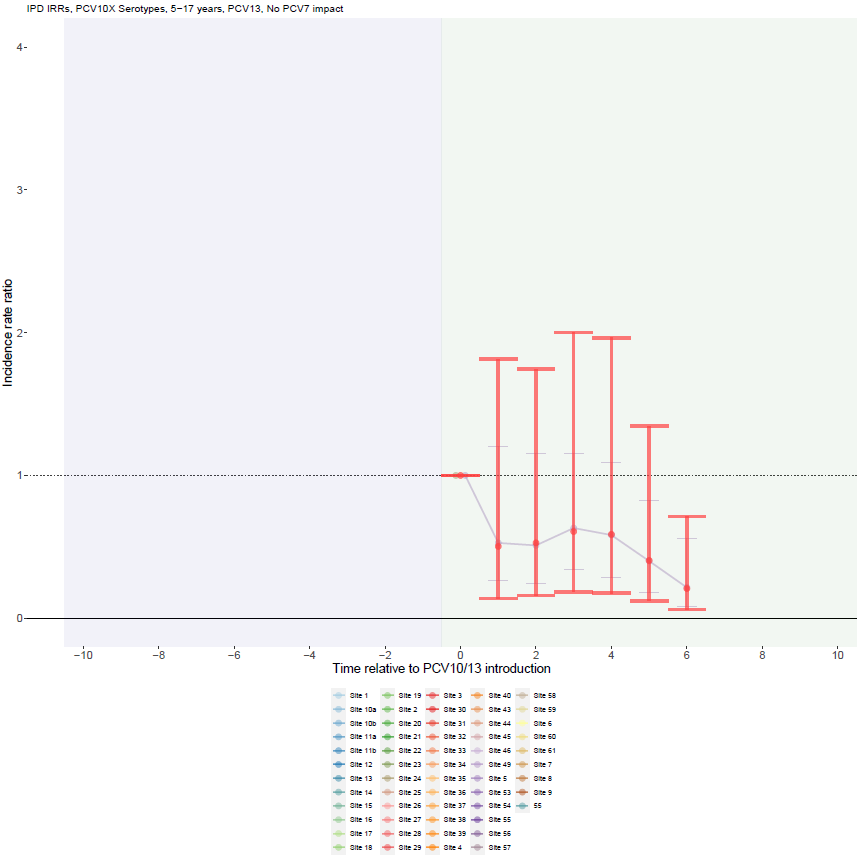 IPD IRRs, PCV10X Serotypes, 5−17 years, PCV13, No PCV7 impact
4
3
2
1
0
Incidence rate ratio
−10 −8 −6 −4 −2 0 2 4 6 8 10
Time relative to PCV10/13 introduction
Site 1 Site 19 Site 3 Site 40 Site 58
Site 10a Site 2 Site 30 Site 43 Site 59
Site 10b Site 20 Site 31 Site 44 Site 6
Site 11a Site 21 Site 32 Site 45 Site 60
Site 11b Site 22 Site 33 Site 46 Site 61
Site 12 Site 23 Site 34 Site 49 Site 7
Site 13 Site 24 Site 35 Site 5 Site 8
Site 14 Site 25 Site 36 Site 53 Site 9
Site 15 Site 26 Site 37 Site 54 55
Site 16 Site 27 Site 38 Site 55
Site 17 Site 28 Site 39 Site 56
Site 18 Site 29 Site 4 Site 57